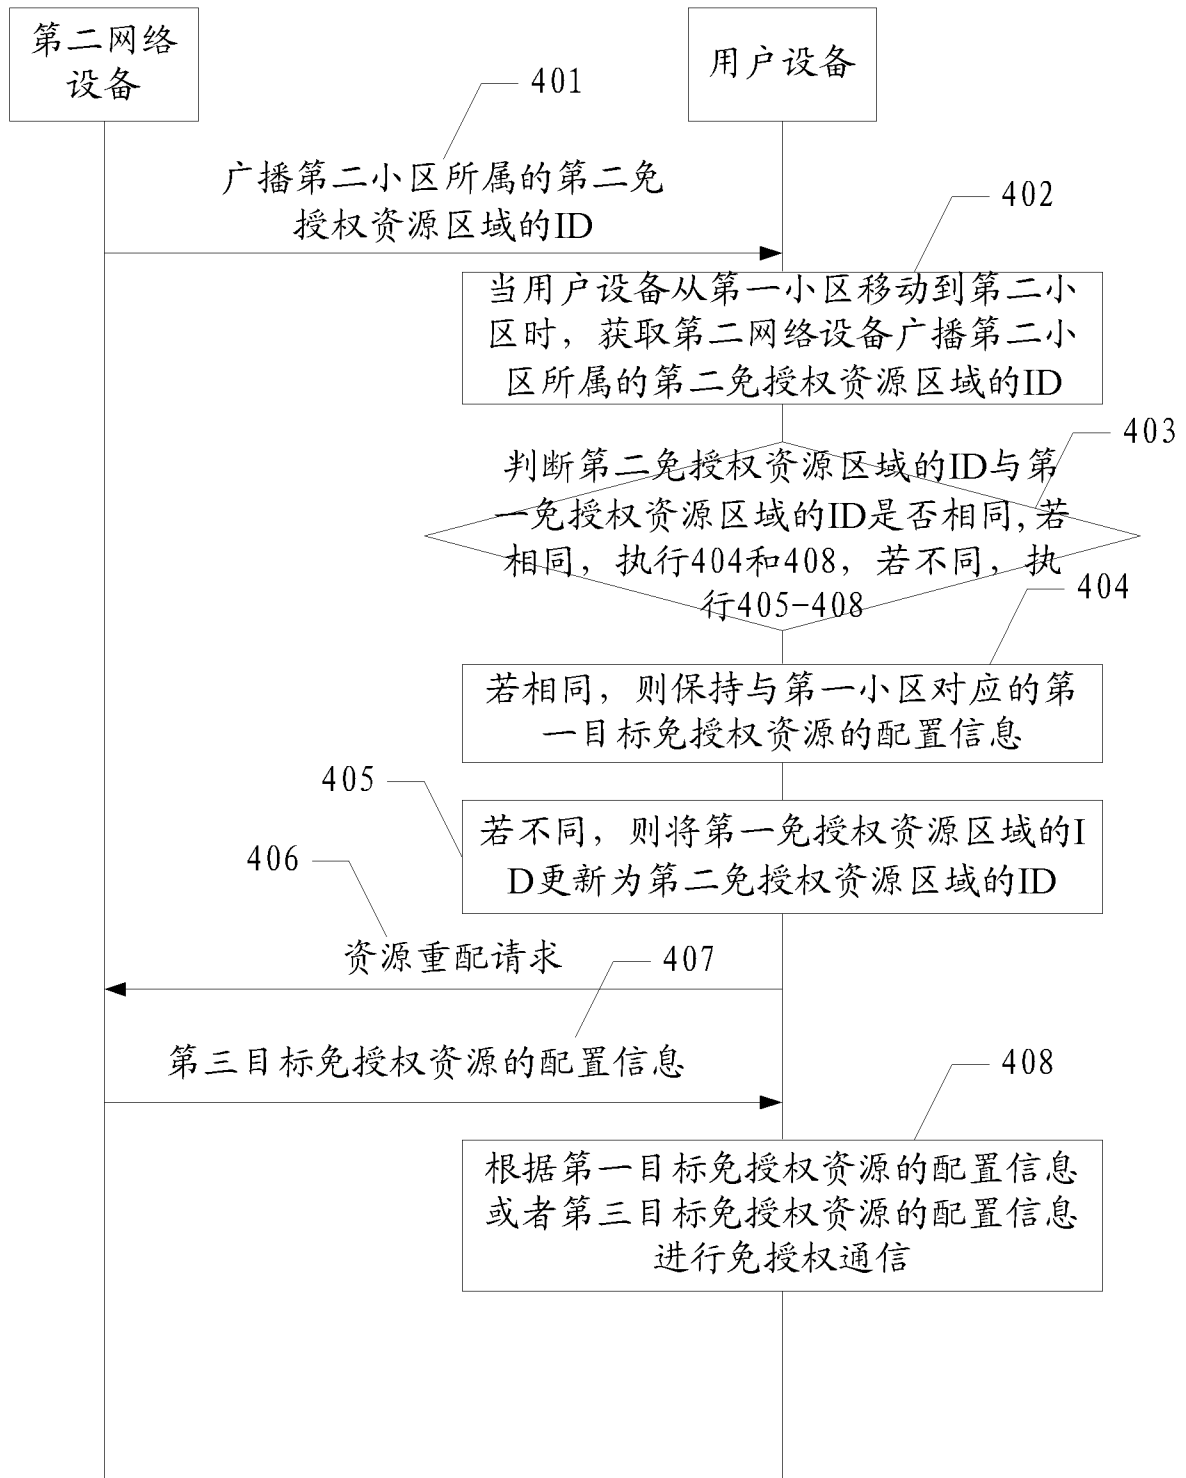 第二网络
设备
用户设备
401
广播第二小区所属的第二免
授权资源区域的ID
402
当用户设备从第一小区移动到第二小
区时，获取第二网络设备广播第二小
区所属的第二免授权资源区域的ID
403
判断第二免授权资源区域的ID与第
一免授权资源区域的ID是否相同,若
相同，执行404和408，若不同，执
行405-408
404
若相同，则保持与第一小区对应的第
一目标免授权资源的配置信息
405
若不同，则将第一免授权资源区域的I
D更新为第二免授权资源区域的ID
406
资源重配请求
407
第三目标免授权资源的配置信息
408
根据第一目标免授权资源的配置信息
或者第三目标免授权资源的配置信息
进行免授权通信